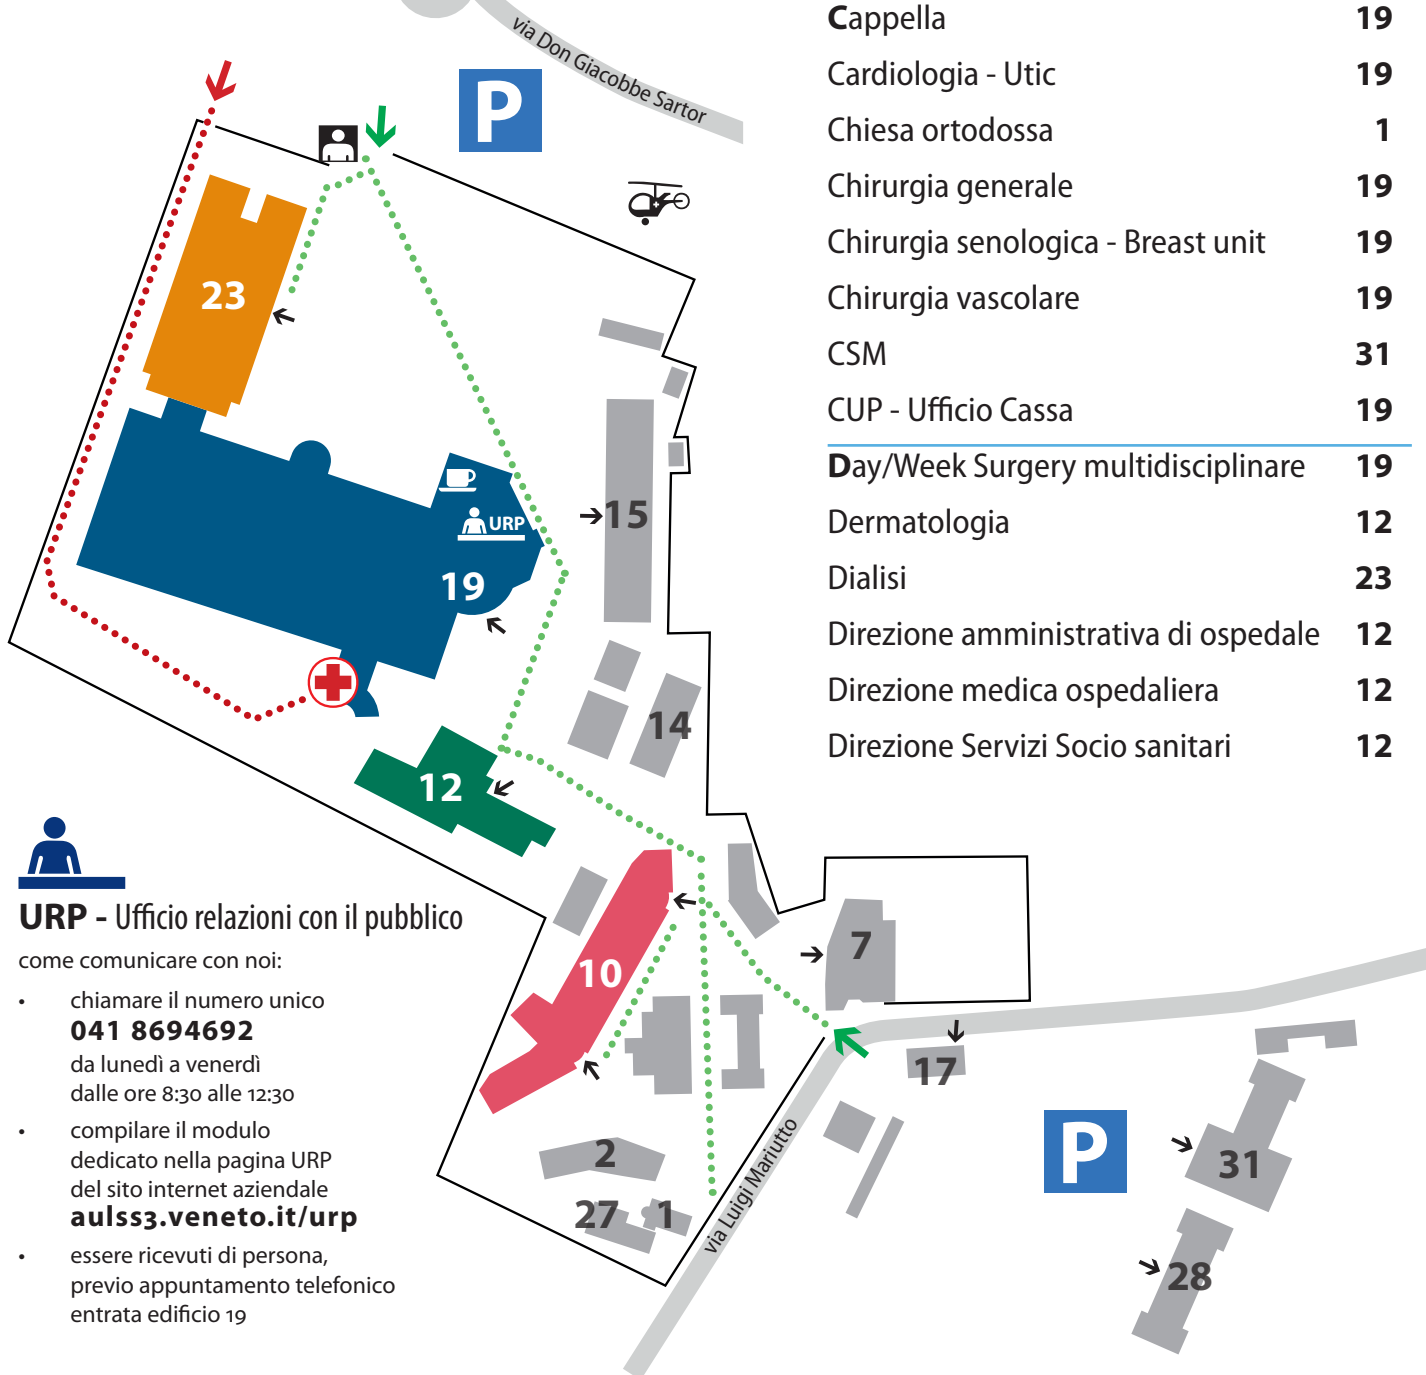 via Don Giacobbe Sartor
P
23
URP
19
15
14
12
10
7
17
2
27
1
via Luigi Mariutto
P
31
28
Cappella 19
Cardiologia - Utic 19
Chiesa ortodossa 1
Chirurgia generale 19
Chirurgia senologica - Breast unit 19
Chirurgia vascolare 19
CSM 31
CUP - Ufficio Cassa 19
Day/Week Surgery multidisciplinare 19
Dermatologia 12
Dialisi 23
Direzione amministrativa di ospedale 12
Direzione medica ospedaliera 12
Direzione Servizi Socio sanitari 12
URP - Ufficio relazioni con il pubblico
come comunicare con noi:
• chiamare il numero unico
041 8694692
da lunedì a venerdì
dalle ore 8:30 alle 12:30
• compilare il modulo
dedicato nella pagina URP
del sito internet aziendale
aulss3.veneto.it/urp
• essere ricevuti di persona,
previo appuntamento telefonico
entrata edificio 19